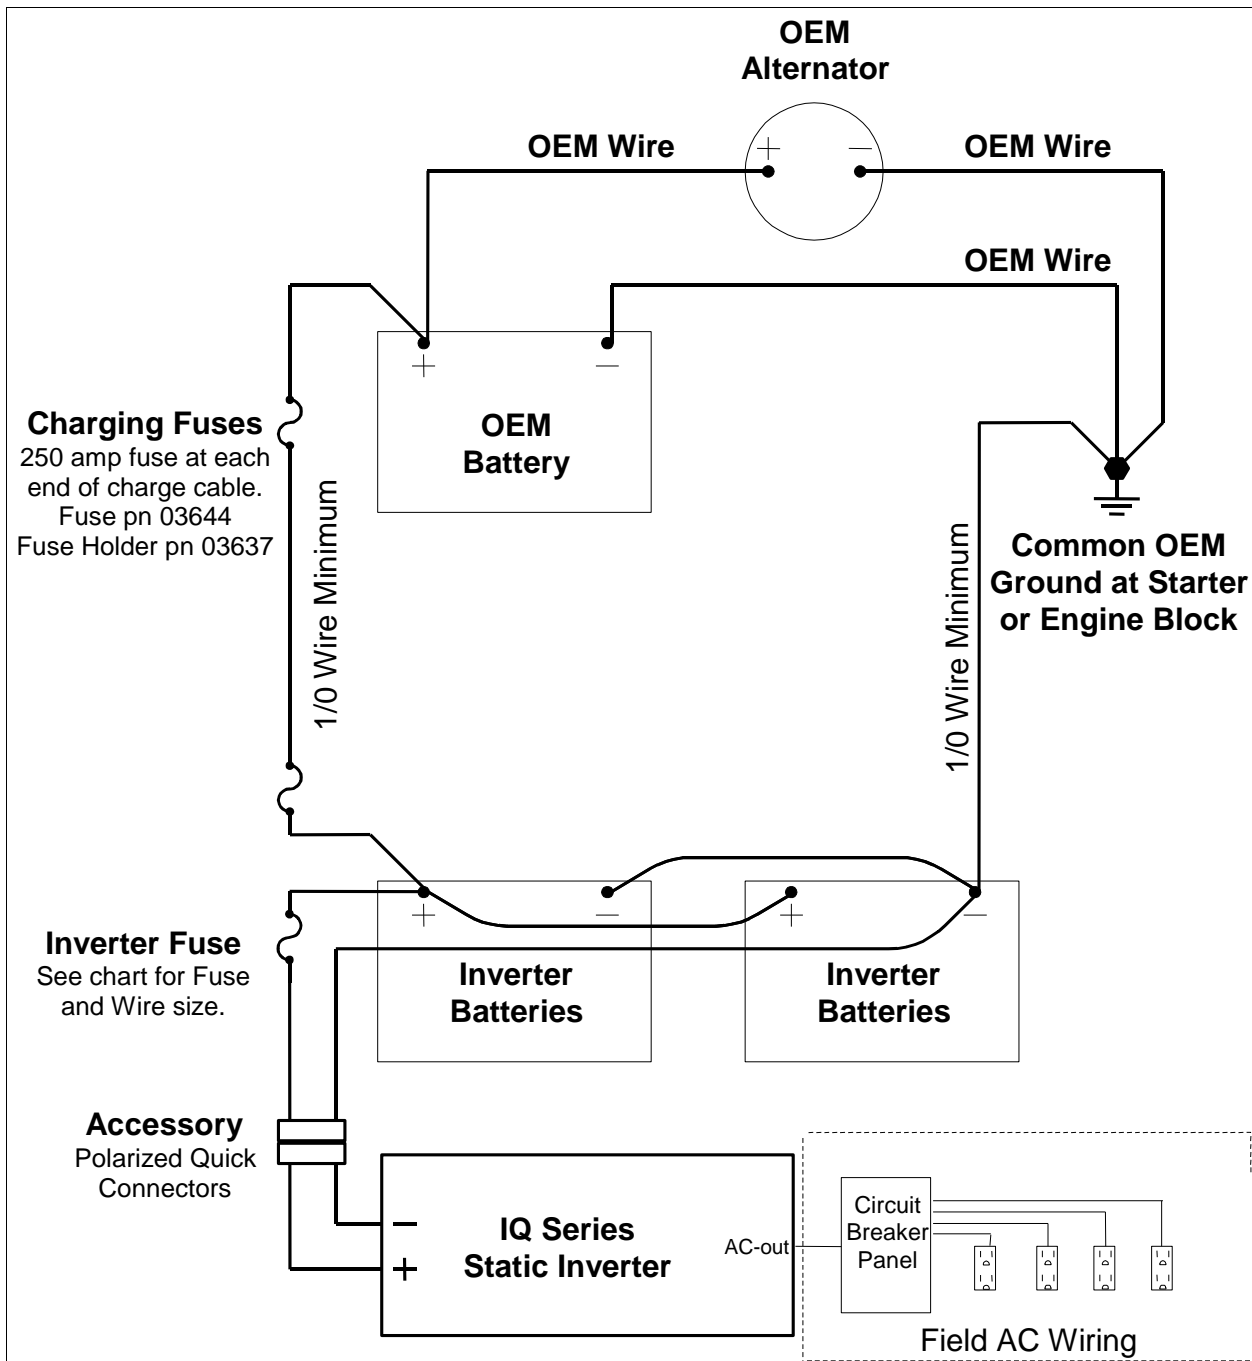 OEM
Alternator
OEM Wire
+
−
OEM Wire
OEM Wire
+
−
OEM
Battery
Charging Fuses
250 amp fuse at each
end of charge cable.
Fuse pn 03644
Fuse Holder pn 03637
1/0 Wire Minimum
1/0 Wire Minimum
Common OEM
Ground at Starter
or Engine Block
+
−
+
−
Inverter
Batteries
Inverter
Batteries
Inverter Fuse
See chart for Fuse
and Wire size.
Accessory
Polarized Quick
Connectors
−
+
IQ Series
Static Inverter
AC-out
Circuit
Breaker
Panel
Field AC Wiring